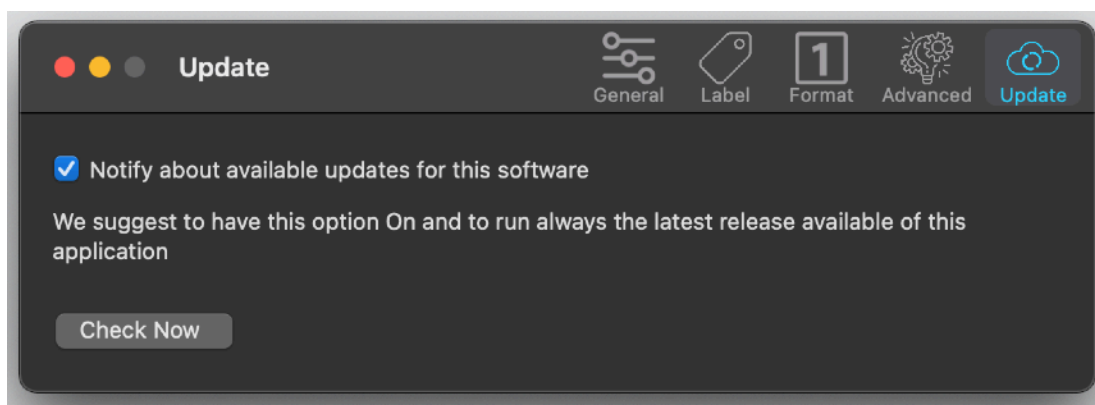 Update
General
Label
1
Format
Advanced
Update
Notify about available updates for this software
We suggest to have this option On and to run always the latest release available of this
application
Check Now